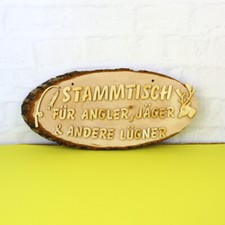 STAMMTISCH
FÜR ANGLER, JÄGER
& ANDERE LÜGNER